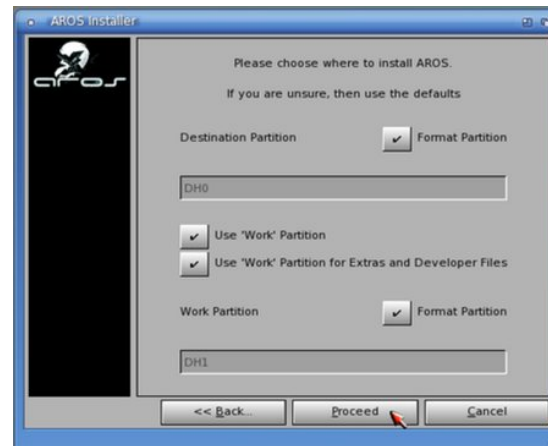 AROS Installer
aros
Please choose where to install AROS.
If you are unsure, then use the defaults
Destination Partition
Format Partition
DH0
Use 'Work' Partition
Use 'Work' Partition for Extras and Developer Files
Work Partition
Format Partition
DH1
<< Back...
Proceed
Cancel